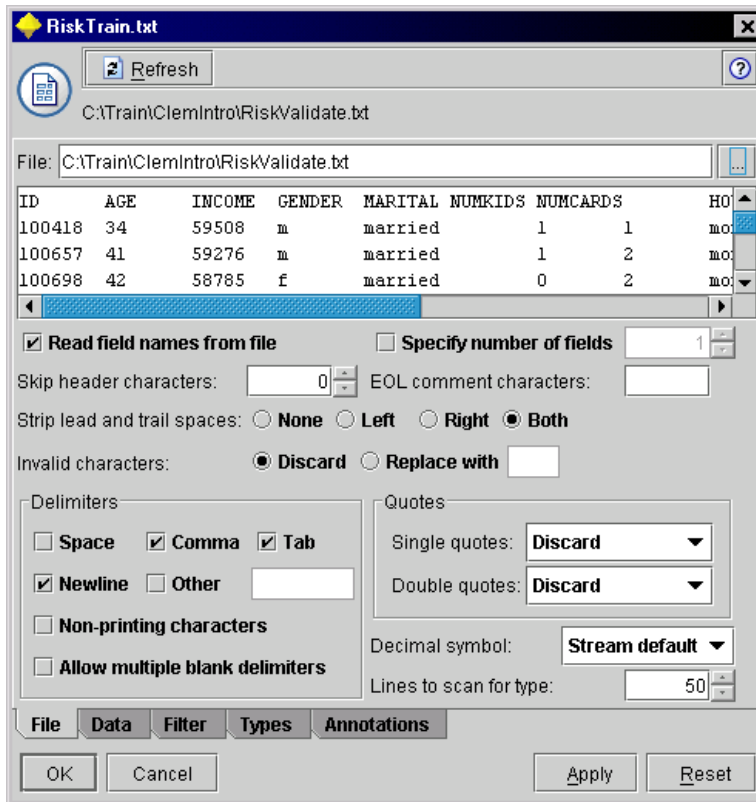 RiskTrain.txt
Refresh
C:\Train\ClemIntro\RiskValidate.txt
File: C:\Train\ClemIntro\RiskValidate.txt ...
ID AGE INCOME GENDER MARITAL NUMKIDS NUMCARDS
100418 34 59508 m married 1 1
100657 41 59276 m married 1 2
100698 42 58785 f married 0 2
Read field names from file Specify number of fields 1
Skip header characters: 0 EOL comment characters:
Strip lead and trail spaces: None Left Right Both
Invalid characters: Discard Replace with
Delimiters Quotes
Space Comma Tab Single quotes: Discard
Newline Other Double quotes: Discard
Non-printing characters
Decimal symbol: Stream default
Allow multiple blank delimiters
Lines to scan for type: 50
File Data Filter Types Annotations
OK Cancel Apply Reset